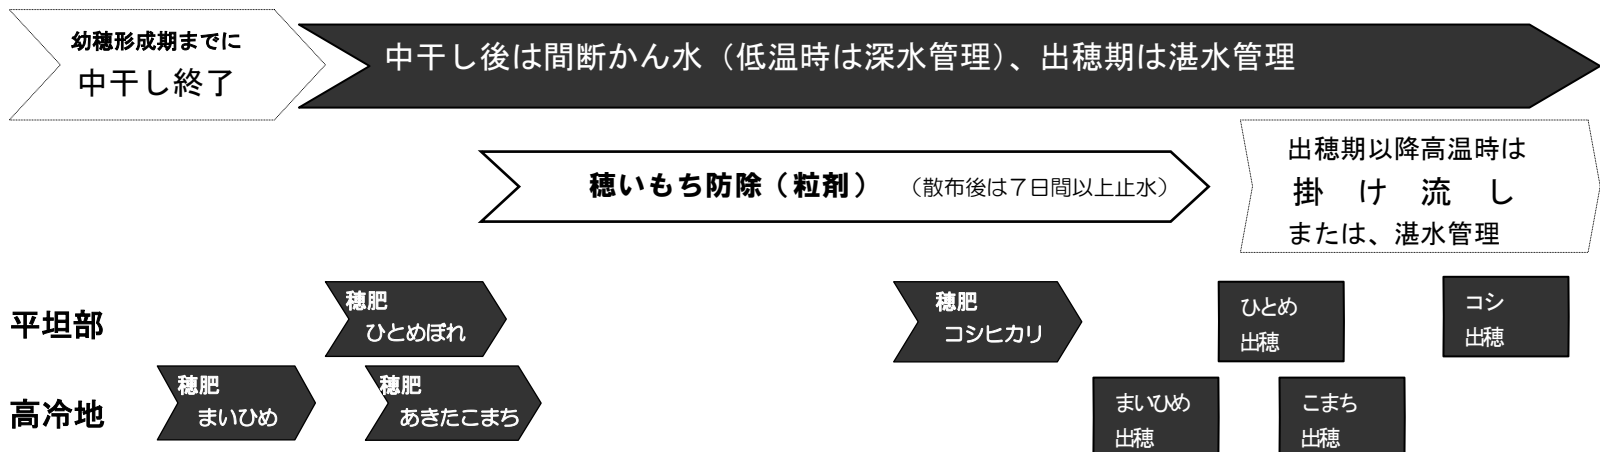 幼穂形成期までに
中干し終了
中干し後は間断かん水（低温時は深水管理）、出穂期は湛水管理
穂いもち防除（粒剤）　（散布後は７日間以上止水）
出穂期以降高温時は
掛　け　流　し
または、湛水管理
平坦部
穂肥
ひとめぼれ
穂肥
コシヒカリ
ひとめ
出穂
コシ
出穂
高冷地
穂肥
まいひめ
穂肥
あきたこまち
まいひめ
出穂
こまち
出穂